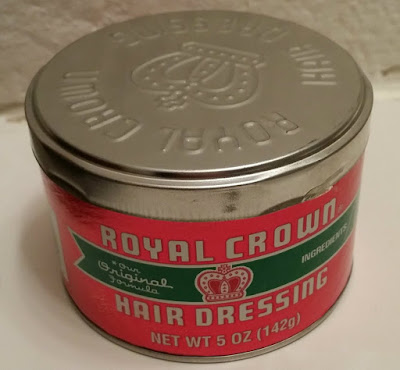 ROYAL CROWN
HAIR DRESSING
ROYAL CROWN®
Our
Original
Formula
INGREDIENTS
HAIR DRESSING
NET WT 5 OZ (142g)